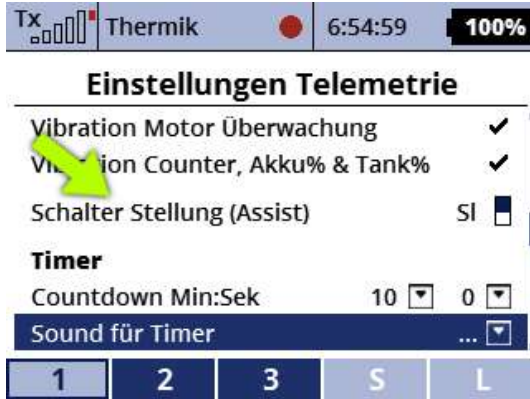 Tx Thermik 6:54:59 100%
Einstellungen Telemetrie
Vibration Motor Überwachung
Vibration Counter, Akku% & Tank%
Schalter Stellung (Assist) Sl
Timer
Countdown Min:Sek 10 0
Sound für Timer ...
1 2 3 S L